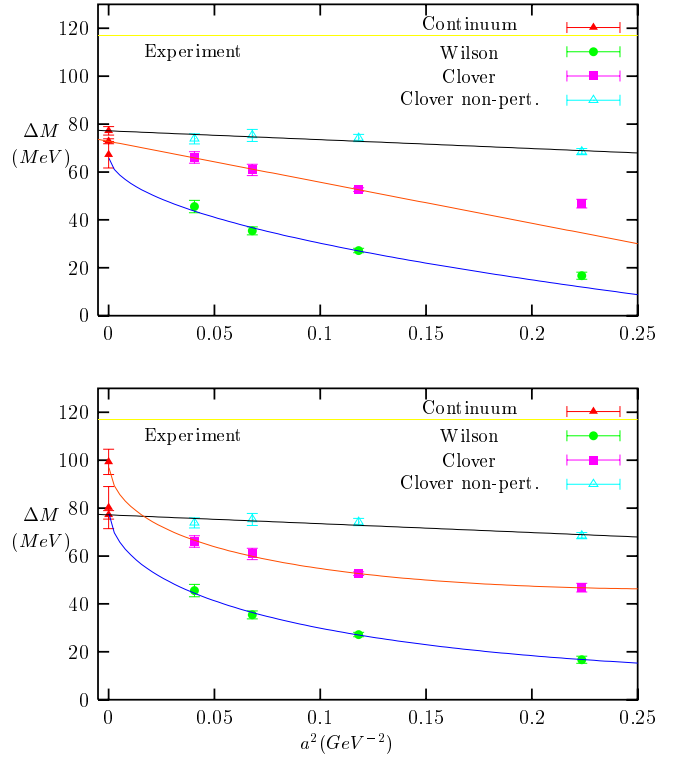 120
100
80
60
40
20
0
ΔM
(MeV)
Experiment
Continuum
Wilson
Clover
Clover non-pert.
0 0.05 0.1 0.15 0.2 0.25
120
100
80
60
40
20
0
ΔM
(MeV)
Experiment
Continuum
Wilson
Clover
Clover non-pert.
0 0.05 0.1 0.15 0.2 0.25
a²(GeV⁻²)